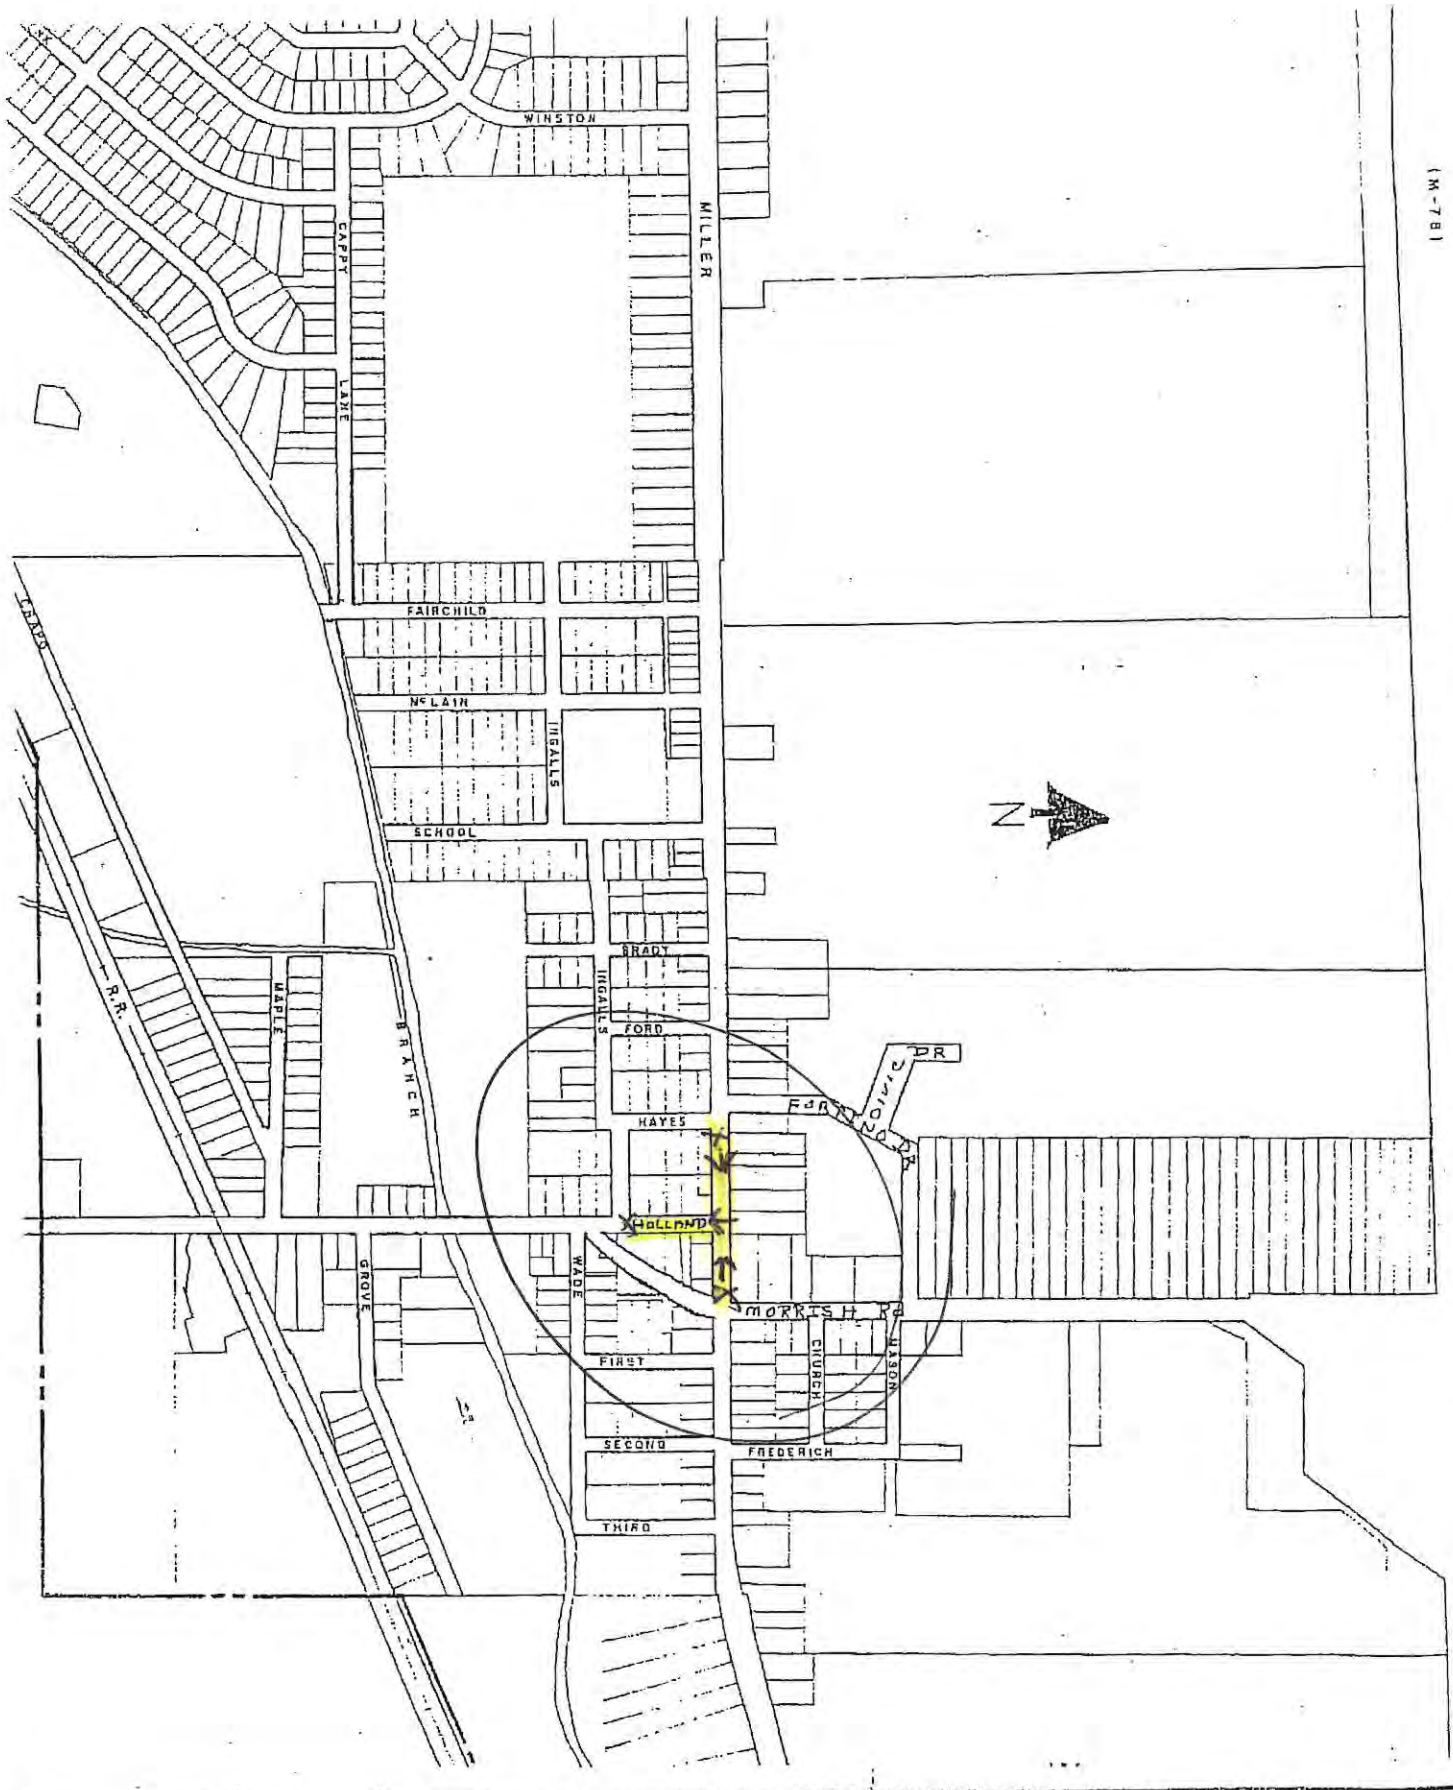 WINSTON
(M-78)
MILLER
CAPPY
LANE
CHAPO
FAIRCHILD
McLAIN
INGALLS
SCHOOL
N
BRADY
INGALLS
MAPLE
R.R.
FORD
BRANCH
DR
HAYES
HOLLAND
WADE
GROVE
MORRISH Rd
CHURCH
MASON
FIRST
SECOND
FREDERICH
THIRD